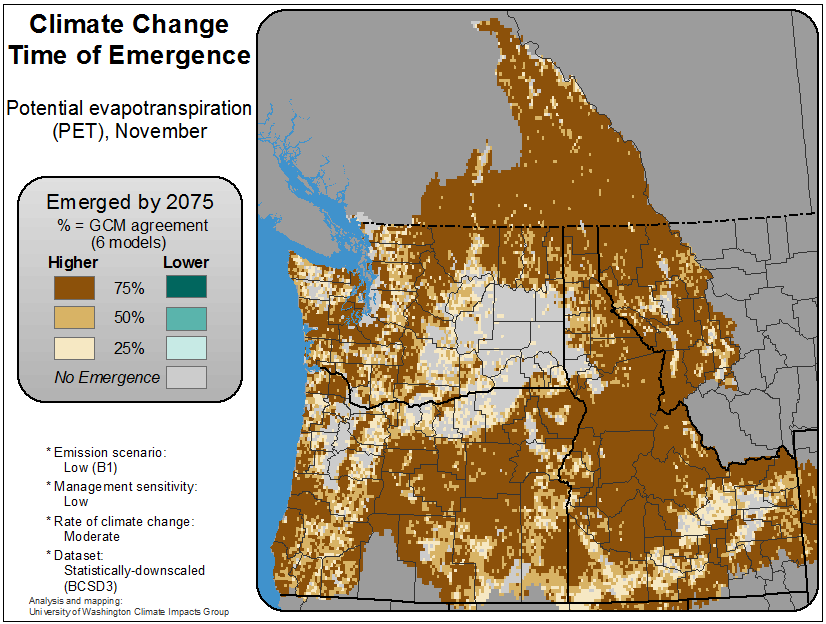 Climate Change
Time of Emergence
Potential evapotranspiration
(PET), November
Emerged by 2075
% = GCM agreement
(6 models)
Higher Lower
75%
50%
25%
No Emergence
* Emission scenario:
Low (B1)
* Management sensitivity:
Low
* Rate of climate change:
Moderate
* Dataset:
Statistically-downscaled
(BCSD3)
Analysis and mapping:
University of Washington Climate Impacts Group